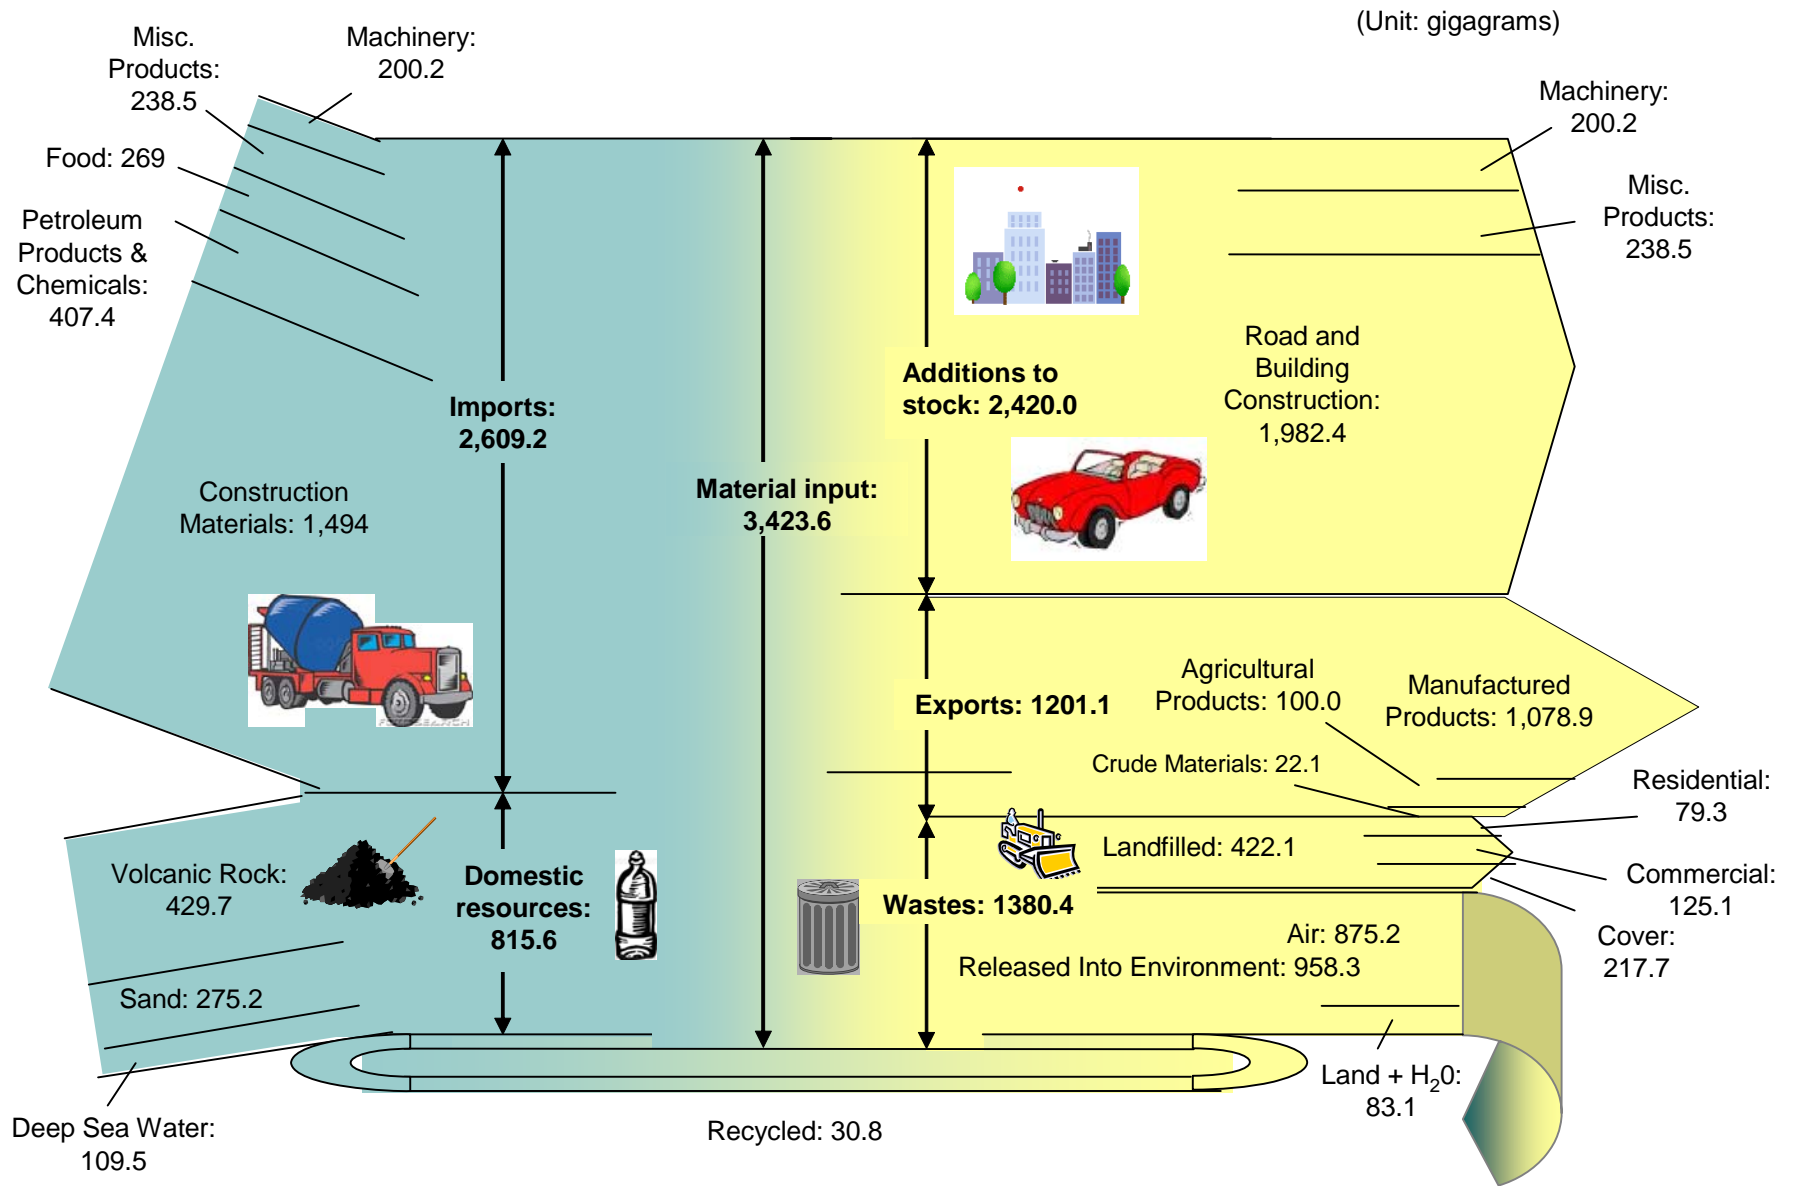 (Unit: gigagrams)
Misc.
Products:
238.5
Machinery:
200.2
Food: 269
Petroleum
Products &
Chemicals:
407.4
Imports:
2,609.2
Construction
Materials: 1,494
Volcanic Rock:
429.7
Sand: 275.2
Deep Sea Water:
109.5
Domestic
resources:
815.6
Material input:
3,423.6
Recycled: 30.8
Additions to
stock: 2,420.0
Machinery:
200.2
Misc.
Products:
238.5
Road and
Building
Construction:
1,982.4
Exports: 1201.1
Agricultural
Products: 100.0
Manufactured
Products: 1,078.9
Crude Materials: 22.1
Wastes: 1380.4
Landfilled: 422.1
Residential:
79.3
Commercial:
125.1
Cover:
217.7
Air: 875.2
Released Into Environment: 958.3
Land + H₂0:
83.1